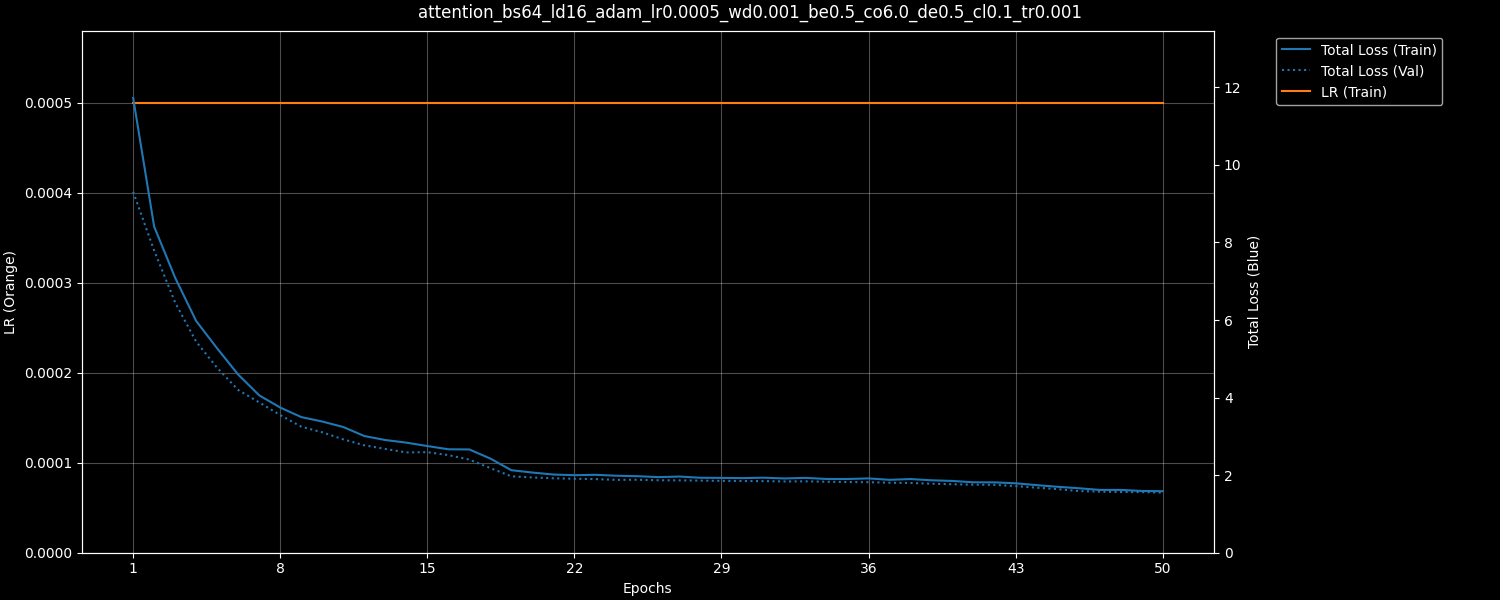 attention_bs64_ld16_adam_lr0.0005_wd0.001_be0.5_co6.0_de0.5_cl0.1_tr0.001
Total Loss (Train)
Total Loss (Val)
LR (Train)
0.0005
0.0004
0.0003
0.0002
0.0001
0.0000
LR (Orange)
12
10
8
6
4
2
0
Total Loss (Blue)
1 8 15 22 29 36 43 50
Epochs